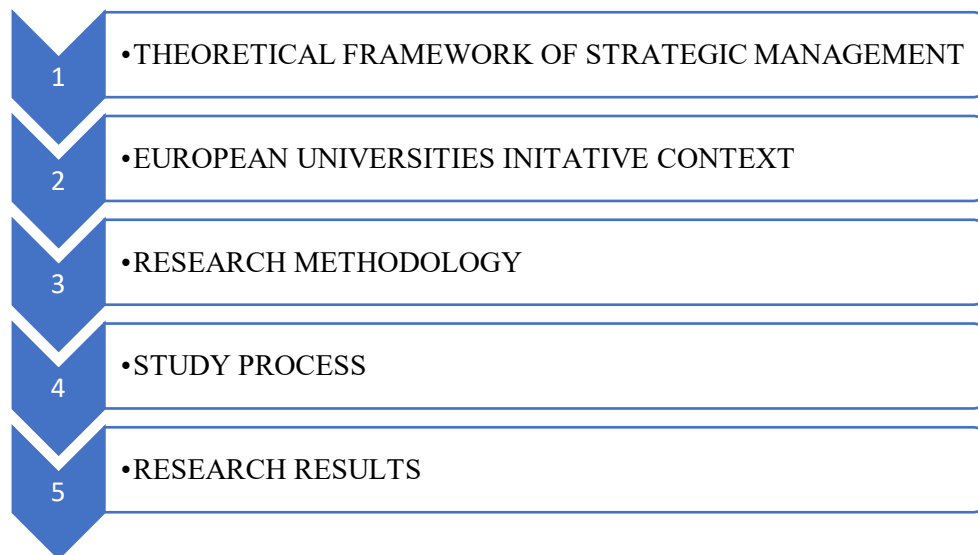 1
•THEORETICAL FRAMEWORK OF STRATEGIC MANAGEMENT
2
•EUROPEAN UNIVERSITIES INITATIVE CONTEXT
3
•RESEARCH METHODOLOGY
4
•STUDY PROCESS
5
•RESEARCH RESULTS